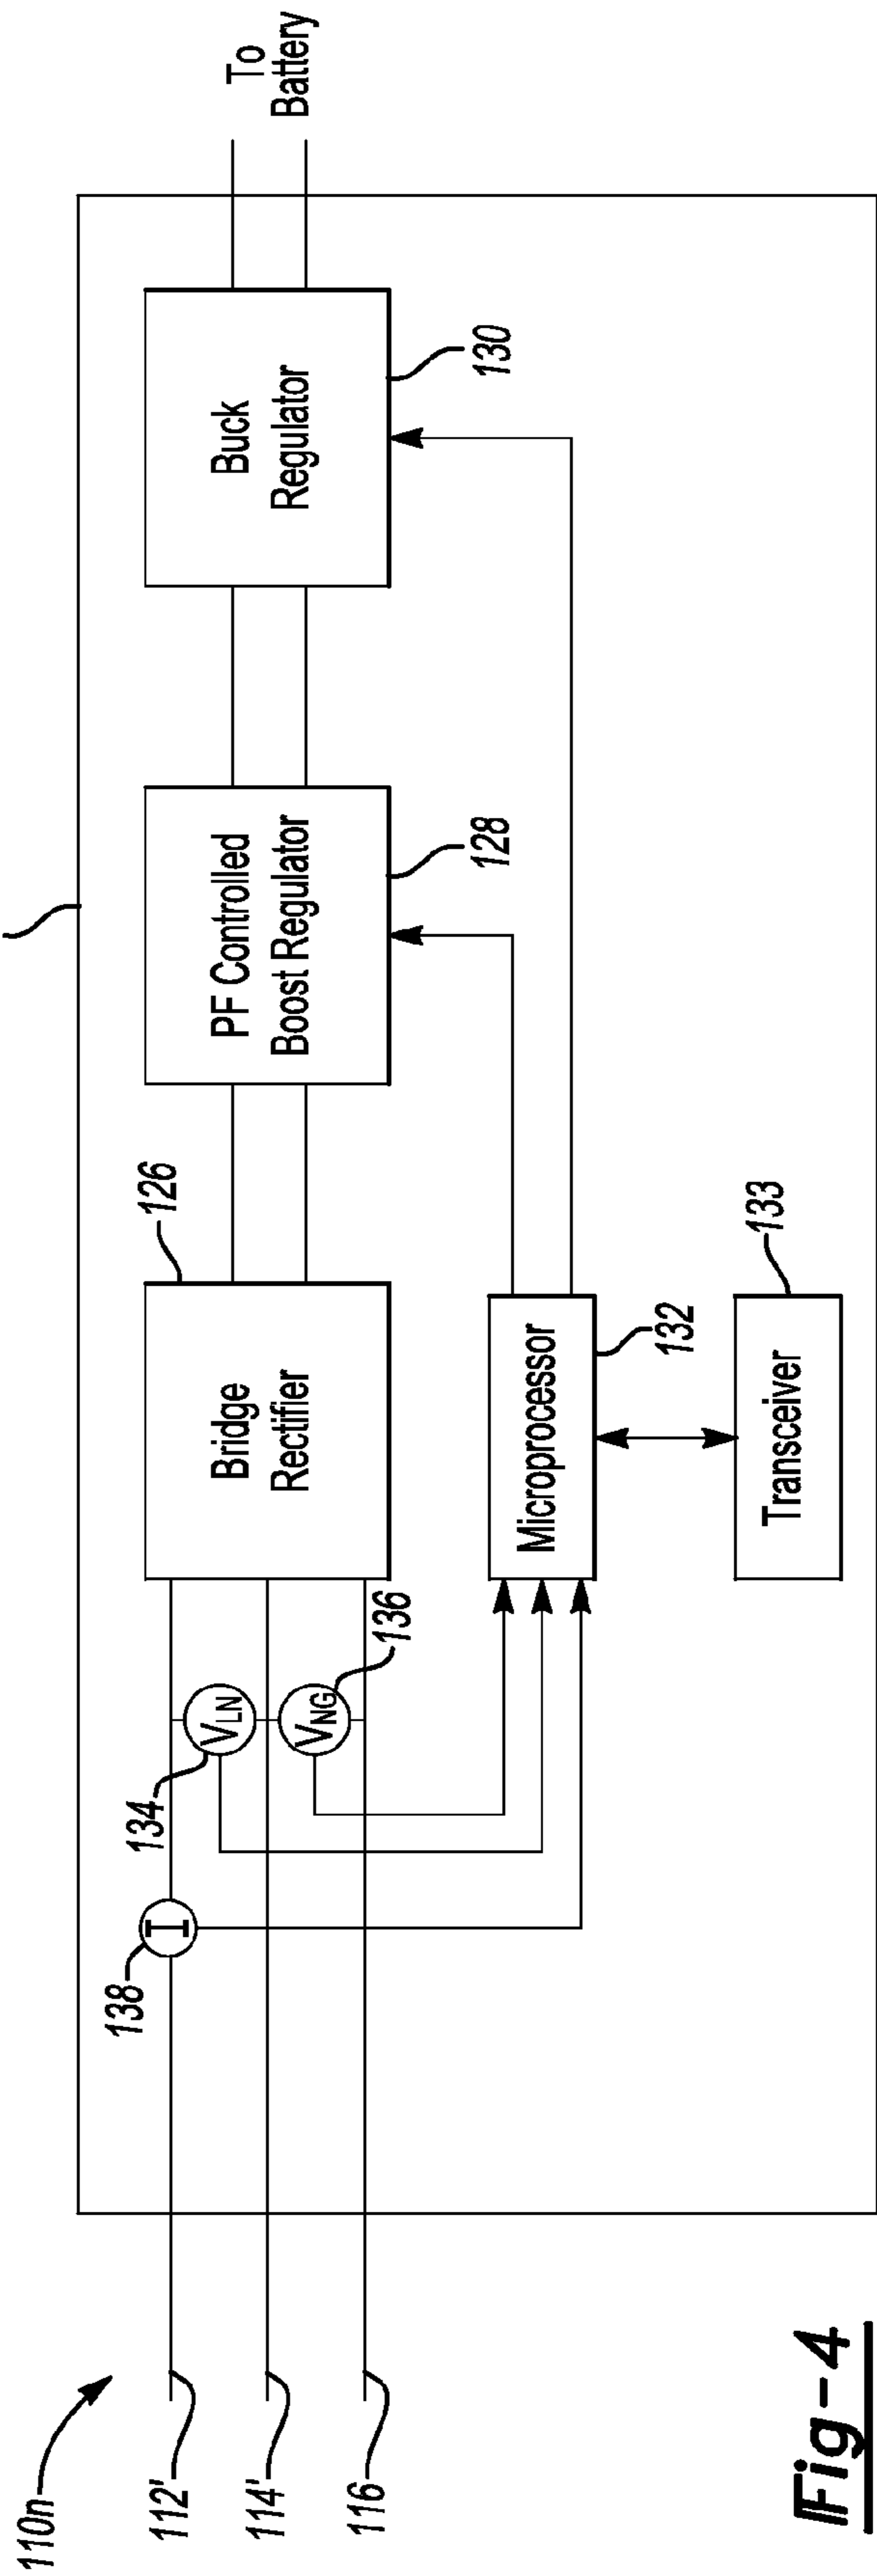 To
Battery
Buck
Regulator
130
PF Controlled
Boost Regulator
128
126
Bridge
Rectifier
Microprocessor
132
133
Transceiver
VLN
134
VNG
136
I
138
110n
112'
114'
116
Fig-4